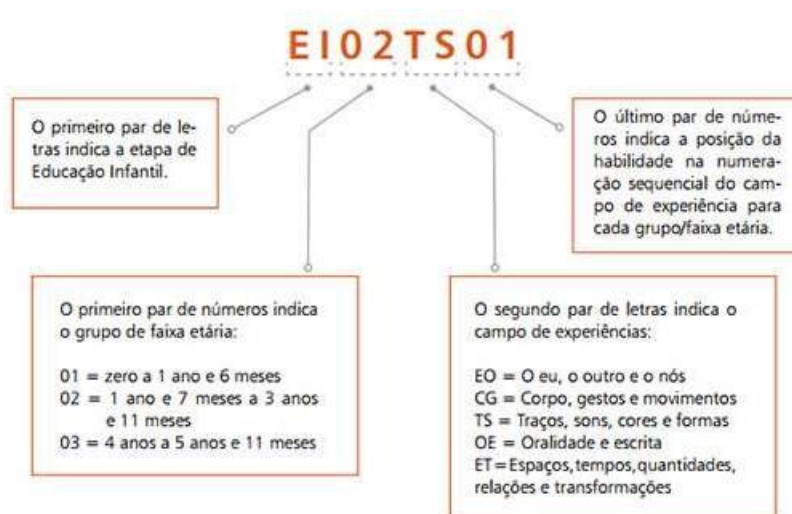 EI02TS01
O primeiro par de le-
tras indica a etapa de
Educação Infantil.
O último par de núme-
ros indica a posição da
habilidade na numera-
ção sequencial do cam-
po de experiência para
cada grupo/faixa etária.
O primeiro par de números indica
o grupo de faixa etária:
01 = zero a 1 ano e 6 meses
02 = 1 ano e 7 meses a 3 anos
e 11 meses
03 = 4 anos a 5 anos e 11 meses
O segundo par de letras indica o
campo de experiências:
EO = O eu, o outro e o nós
CG = Corpo, gestos e movimentos
TS = Traços, sons, cores e formas
OE = Oralidade e escrita
ET = Espaços, tempos, quantidades,
relações e transformações